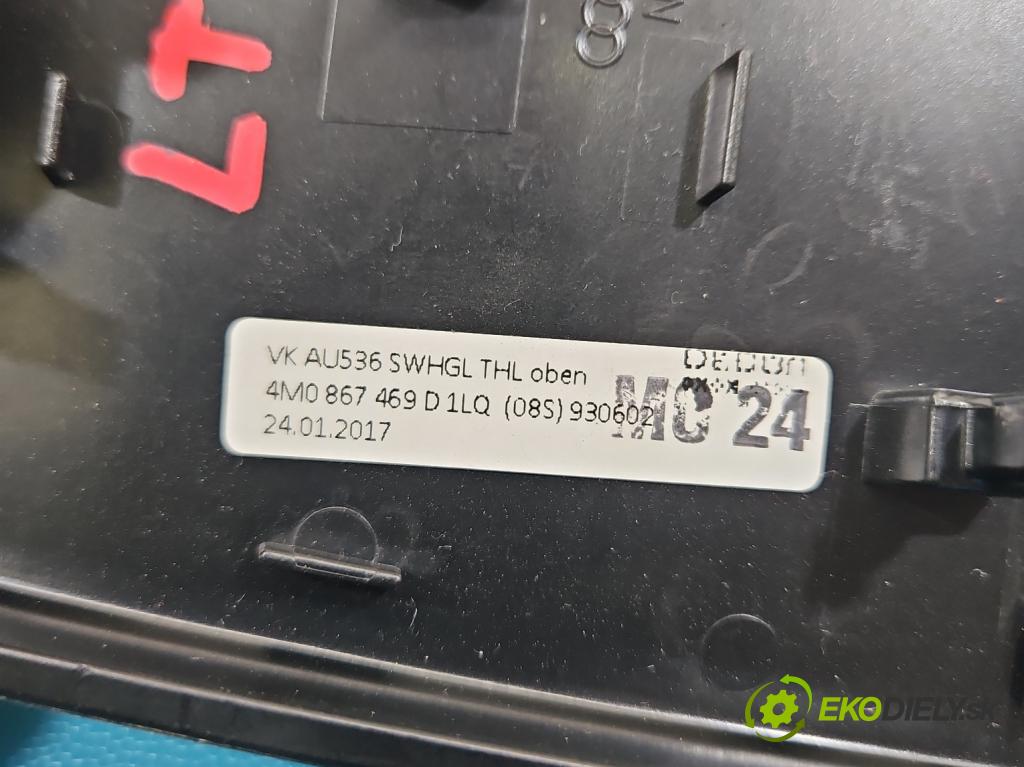 LT
VK AU536 SWHGL THL oben
4M0 867 469 D 1LQ (08S) 930602
24.01.2017
MC 24
EKODIELY.SK